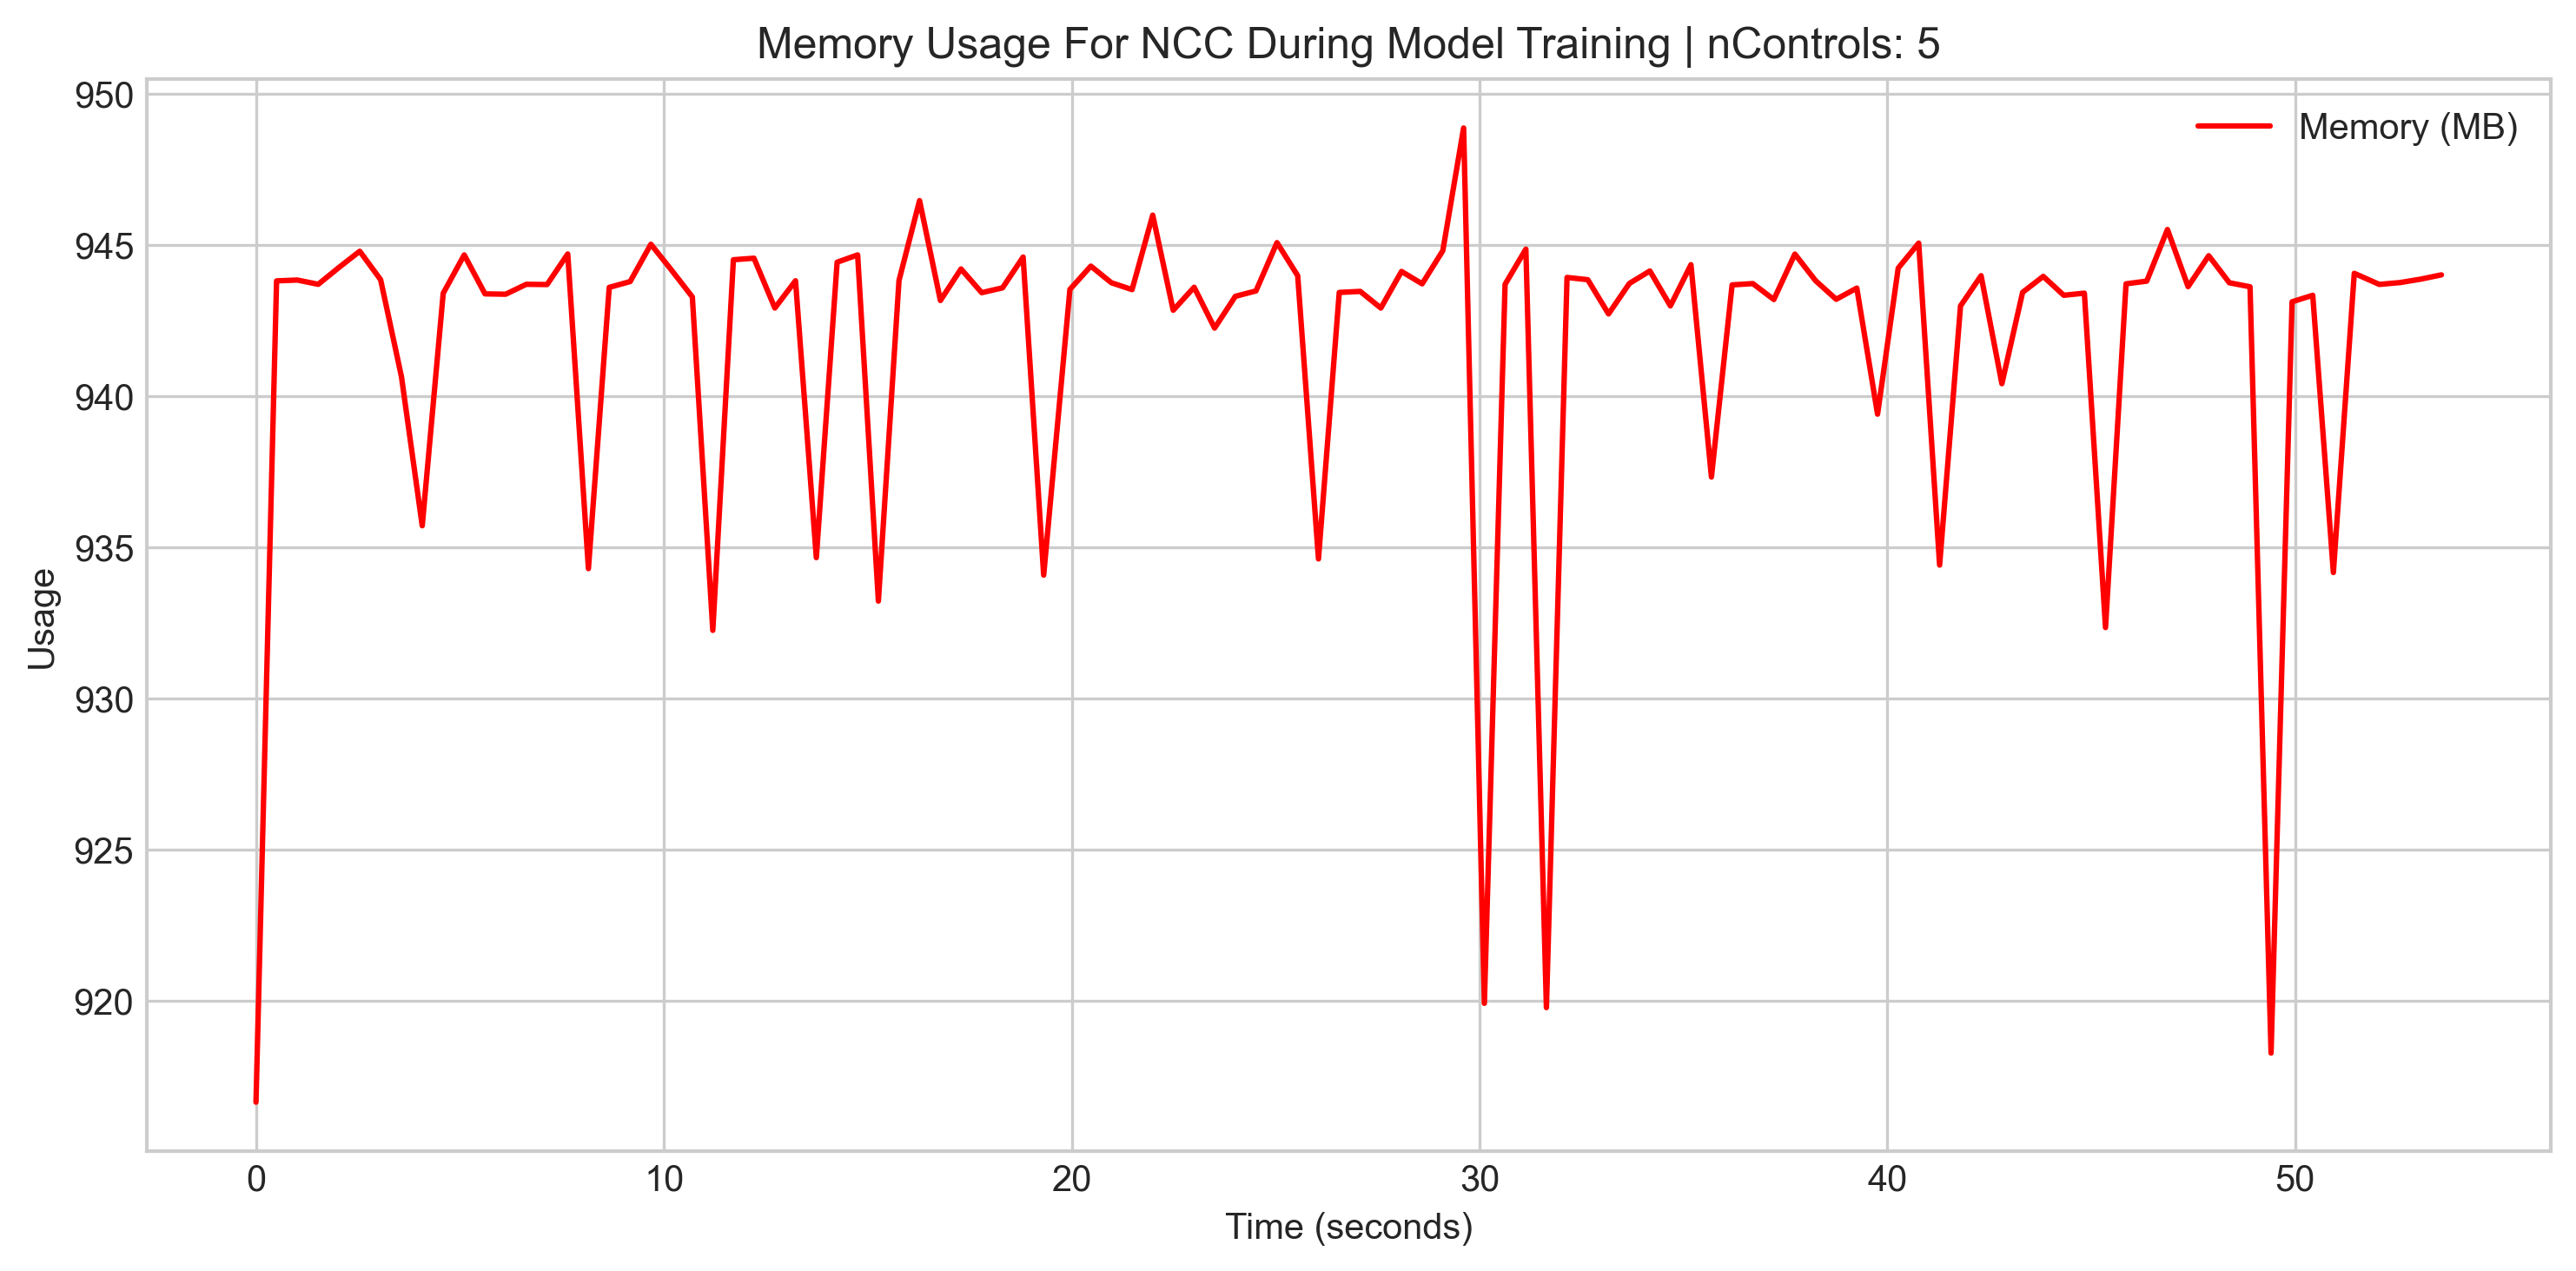 Memory Usage For NCC During Model Training | nControls: 5
950
945
940
935
930
925
920
Usage
Memory (MB)
0 10 20 30 40 50
Time (seconds)